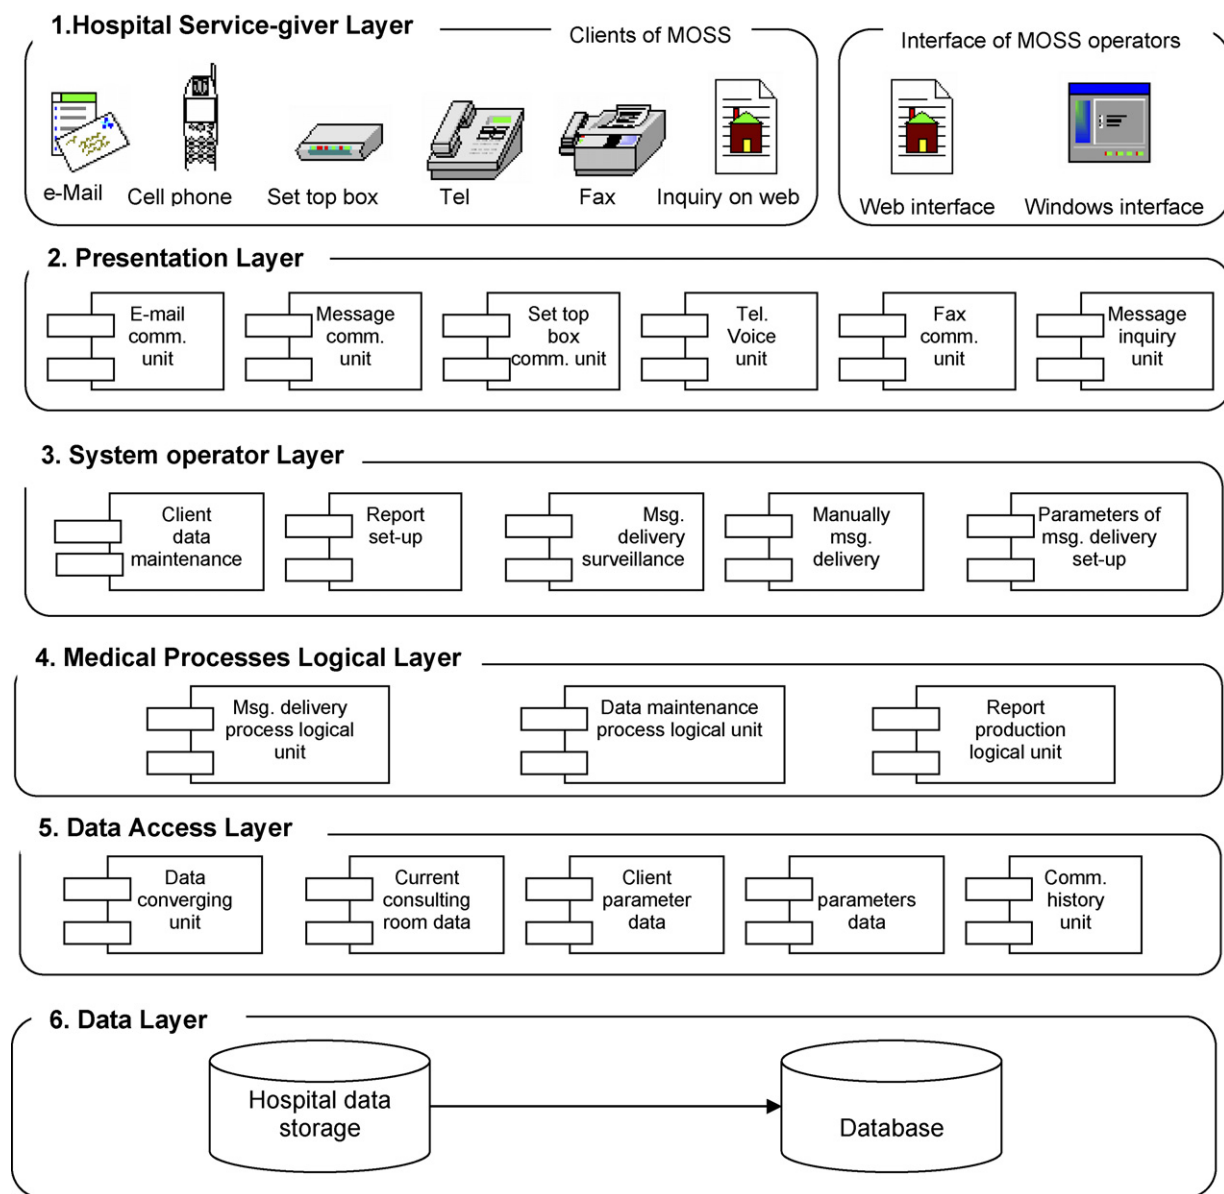 1.Hospital Service-giver Layer
Clients of MOSS
Interface of MOSS operators
e-Mail
Cell phone
Set top box
Tel
Fax
Inquiry on web
Web interface
Windows interface
2. Presentation Layer
E-mail
comm.
unit
Message
comm.
unit
Set top
box
comm. unit
Tel.
Voice
unit
Fax
comm.
unit
Message
inquiry
unit
3. System operator Layer
Client
data
maintenance
Report
set-up
Msg.
delivery
surveillance
Manually
msg.
delivery
Parameters of
msg. delivery
set-up
4. Medical Processes Logical Layer
Msg. delivery
process logical
unit
Data maintenance
process logical unit
Report
production
logical unit
5. Data Access Layer
Data
converging
unit
Current
consulting
room data
Client
parameter
data
parameters
data
Comm.
history
unit
6. Data Layer
Hospital data
storage
Database